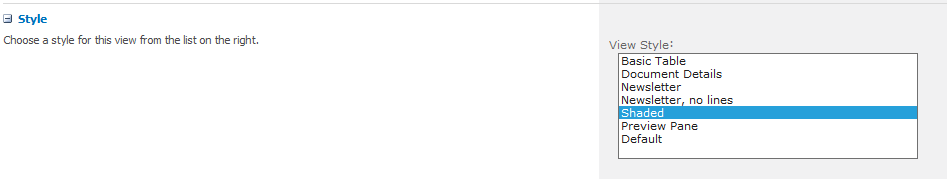 Style
Choose a style for this view from the list on the right.
View Style:
Basic Table
Document Details
Newsletter
Newsletter, no lines
Shaded
Preview Pane
Default